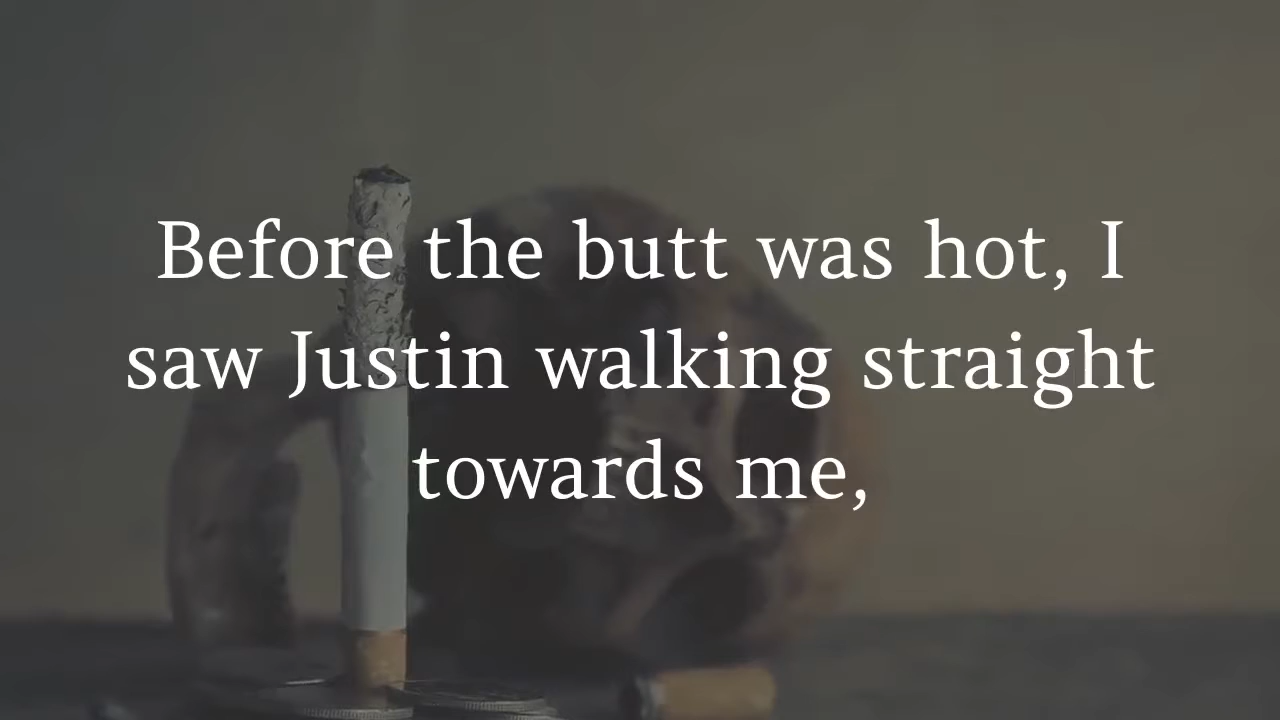 Before the butt was hot, I
saw Justin walking straight
towards me,